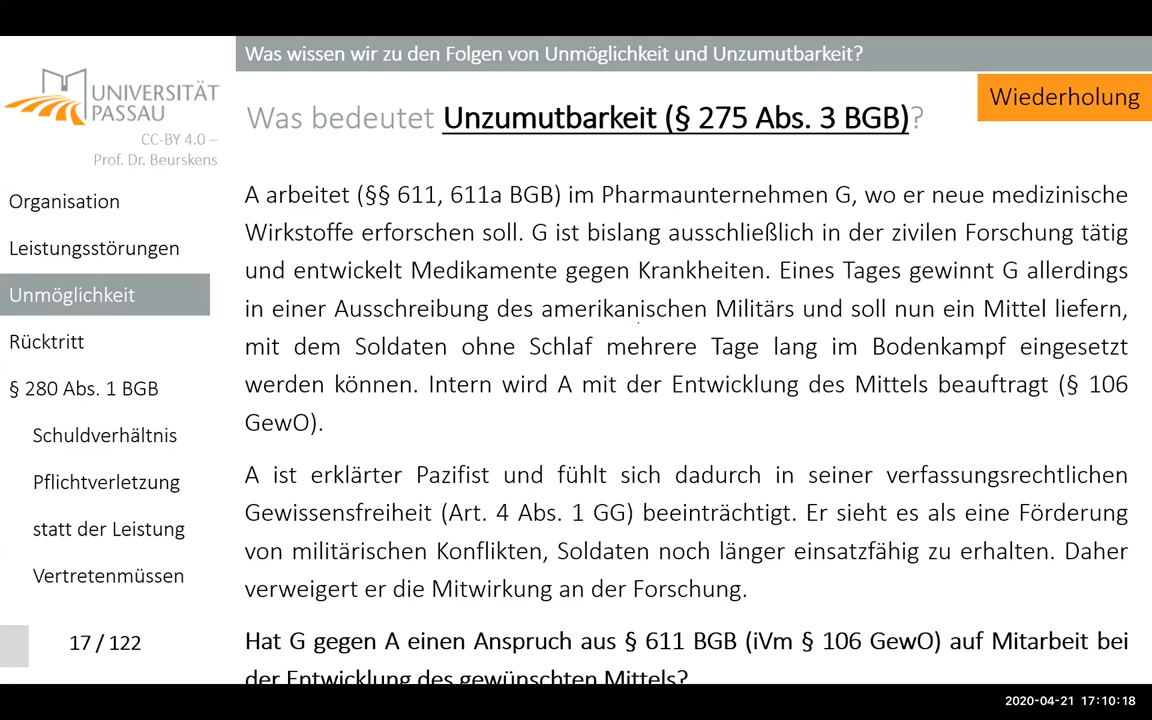 Was wissen wir zu den Folgen von Unmöglichkeit und Unzumutbarkeit?
UNIVERSITÄT
PASSAU
CC-BY 4.0 –
Prof. Dr. Beurskens
Organisation
Leistungsstörungen
Unmöglichkeit
Rücktritt
§ 280 Abs. 1 BGB
Schuldverhältnis
Pflichtverletzung
statt der Leistung
Vertretenmüssen
17 / 122
Wiederholung
Was bedeutet Unzumutbarkeit (§ 275 Abs. 3 BGB)?
A arbeitet (§§ 611, 611a BGB) im Pharmaunternehmen G, wo er neue medizinische
Wirkstoffe erforschen soll. G ist bislang ausschließlich in der zivilen Forschung tätig
und entwickelt Medikamente gegen Krankheiten. Eines Tages gewinnt G allerdings
in einer Ausschreibung des amerikanischen Militärs und soll nun ein Mittel liefern,
mit dem Soldaten ohne Schlaf mehrere Tage lang im Bodenkampf eingesetzt
werden können. Intern wird A mit der Entwicklung des Mittels beauftragt (§ 106
GewO).
A ist erklärter Pazifist und fühlt sich dadurch in seiner verfassungsrechtlichen
Gewissensfreiheit (Art. 4 Abs. 1 GG) beeinträchtigt. Er sieht es als eine Förderung
von militärischen Konflikten, Soldaten noch länger einsatzfähig zu erhalten. Daher
verweigert er die Mitwirkung an der Forschung.
Hat G gegen A einen Anspruch aus § 611 BGB (iVm § 106 GewO) auf Mitarbeit bei
der Entwicklung des gewünschten Mittels?
2020-04-21 17:10:18